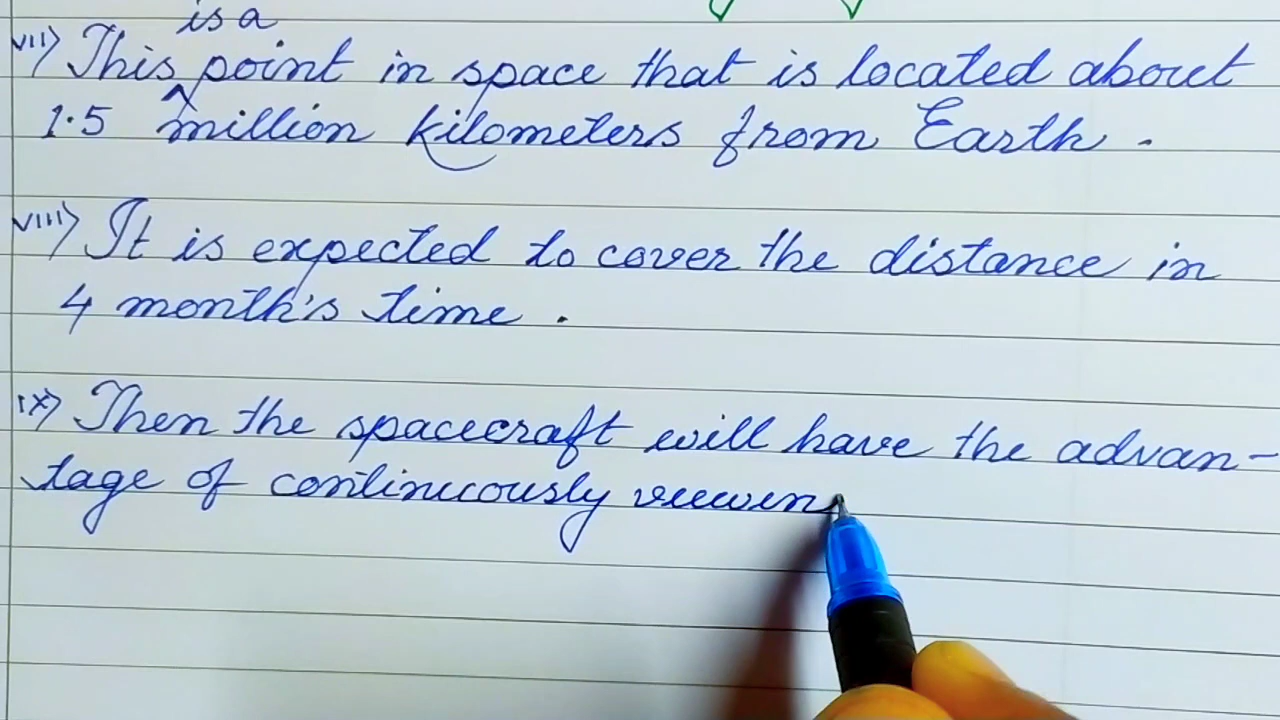 is a
VII) This ^ point in space that is located about
1.5 million kilometers from Earth.
VIII) It is expected to cover the distance in
4 month's time.
IX) Then the spacecraft will have the advan-
tage of continuously viewin